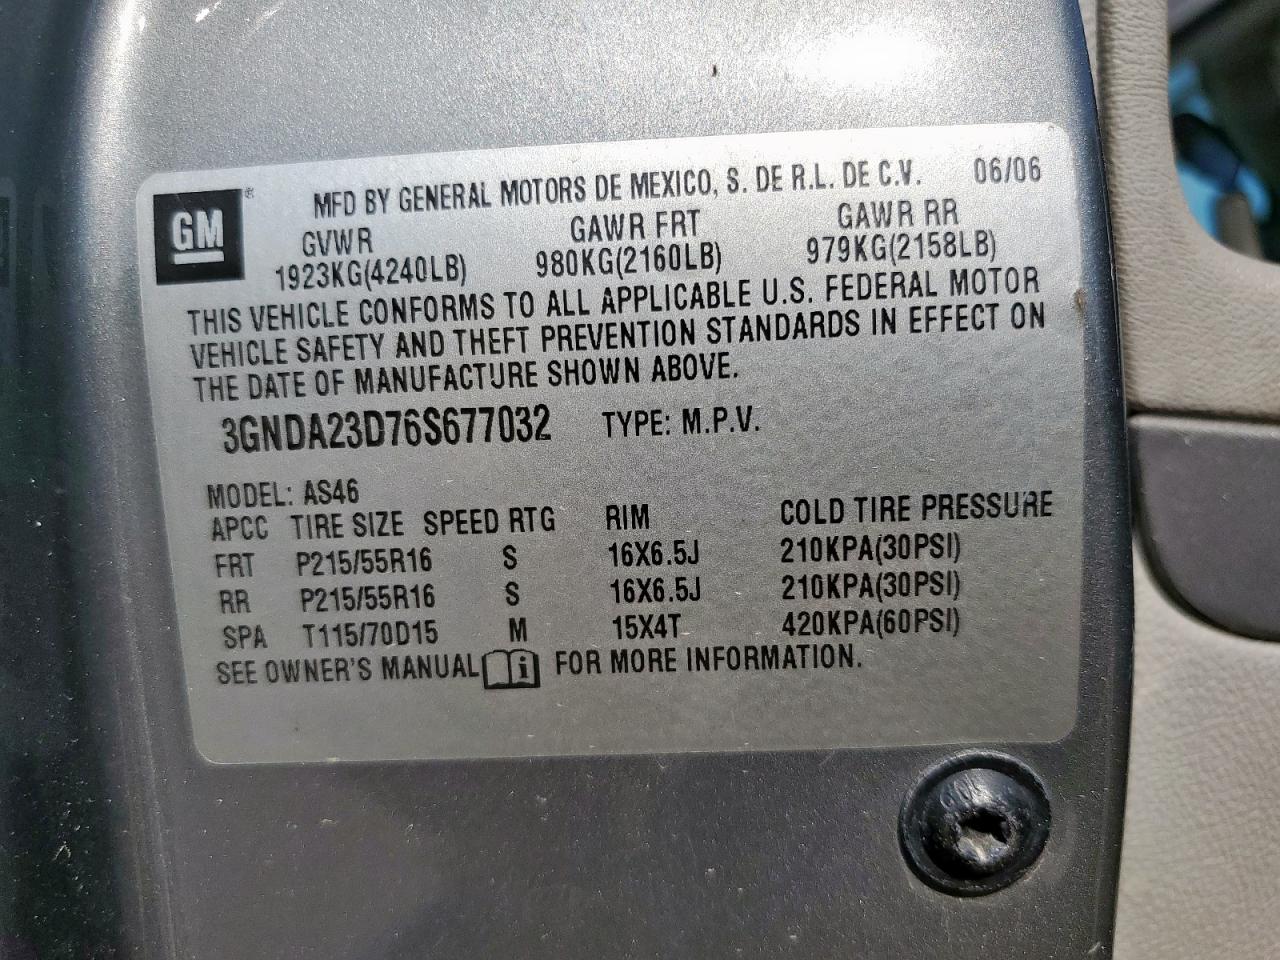 GM ® MFD BY GENERAL MOTORS DE MEXICO, S. DE R.L. DE C.V. 06/06
GVWR GAWR FRT GAWR RR
1923KG(4240LB) 980KG(2160LB) 979KG(2158LB)
THIS VEHICLE CONFORMS TO ALL APPLICABLE U.S. FEDERAL MOTOR
VEHICLE SAFETY AND THEFT PREVENTION STANDARDS IN EFFECT ON
THE DATE OF MANUFACTURE SHOWN ABOVE.
3GNDA23D76S677032 TYPE: M.P.V.
MODEL: AS46
APCC TIRE SIZE SPEED RTG RIM COLD TIRE PRESSURE
FRT P215/55R16 S 16X6.5J 210KPA(30PSI)
RR P215/55R16 S 16X6.5J 210KPA(30PSI)
SPA T115/70D15 M 15X4T 420KPA(60PSI)
SEE OWNER'S MANUAL i FOR MORE INFORMATION.